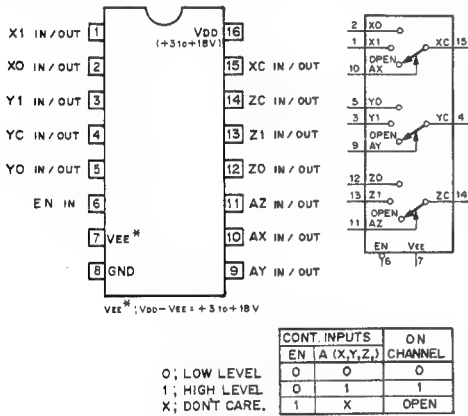 X1 IN/OUT 1
X0 IN/OUT 2
Y1 IN/OUT 3
YC IN/OUT 4
Y0 IN/OUT 5
EN IN 6
7 VEE*
8 GND
VDD 16
(+3 to +18V)
15 XC IN/OUT
14 ZC IN/OUT
13 Z1 IN/OUT
12 Z0 IN/OUT
11 AZ IN/OUT
10 AX IN/OUT
9 AY IN/OUT
VEE*; VDD-VEE = +3 to +18V
2 X0
1 X1 XC 15
OPEN
10 AX
5 Y0
3 Y1 YC 4
OPEN
9 AY
12 Z0
13 Z1 ZC 14
OPEN
11 AZ
EN VEE
6 7
CONT. INPUTS ON CHANNEL
EN A (X,Y,Z,)
0 0 0
0 1 1
1 X OPEN
0; LOW LEVEL
1; HIGH LEVEL
X; DON'T CARE.